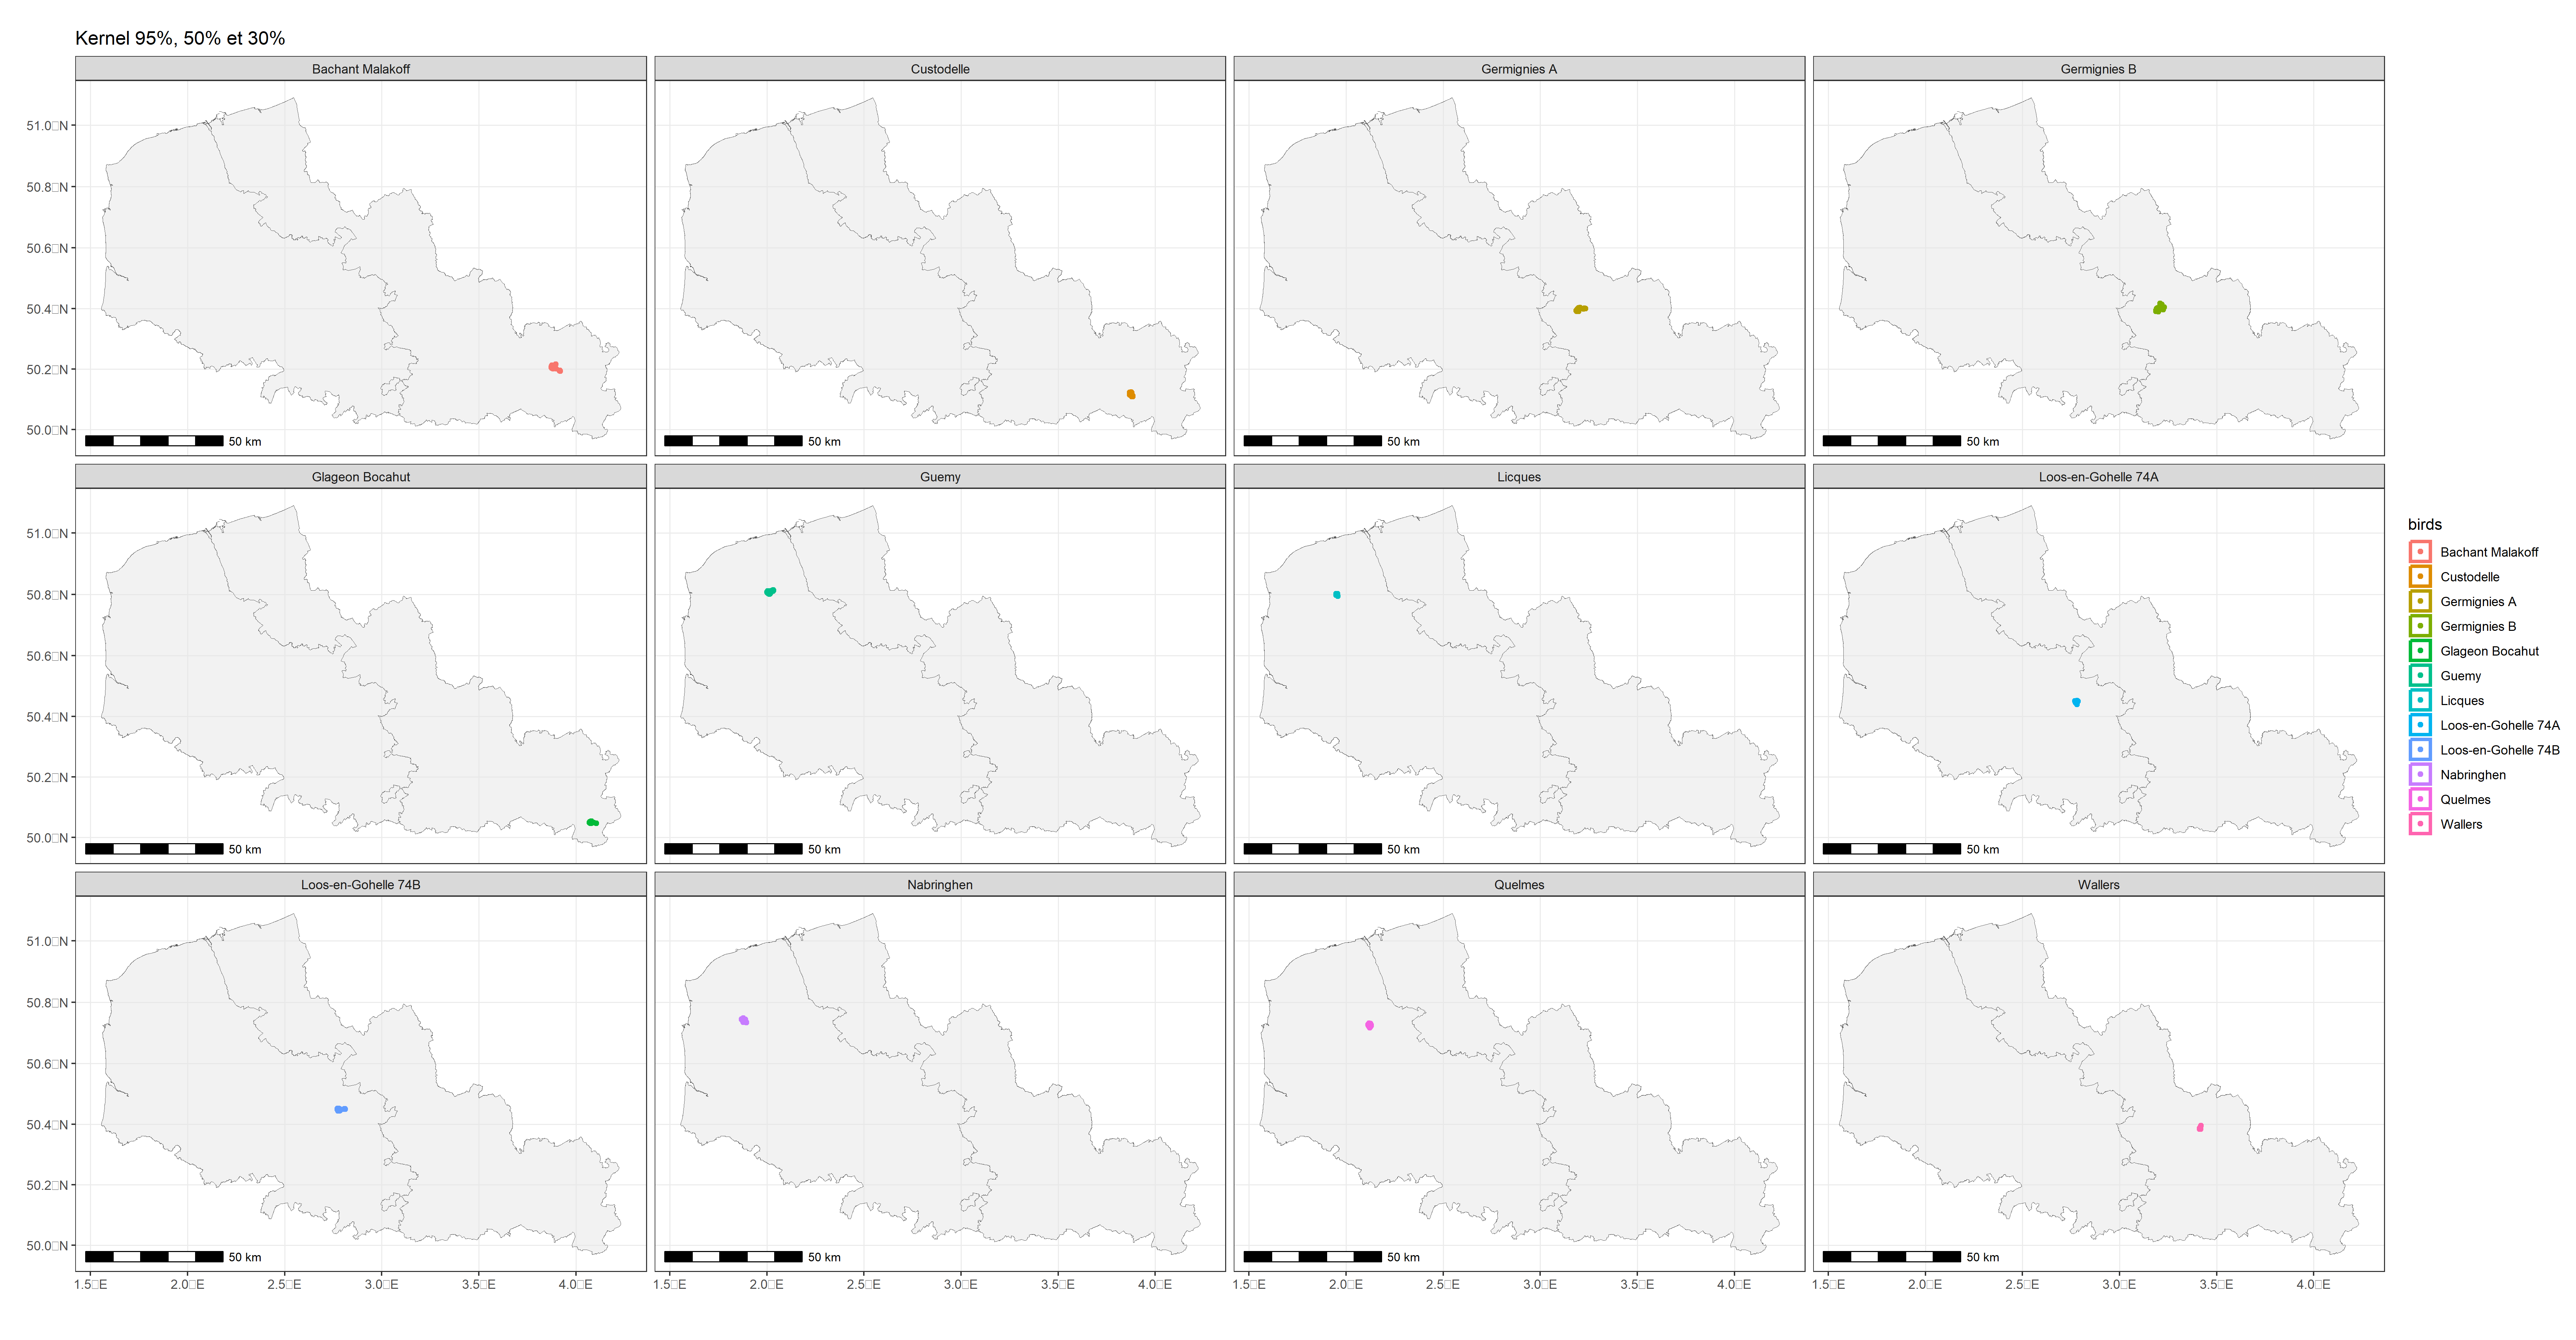 Kernel 95%, 50% et 30%
Bachant Malakoff
Custodelle
Germignies A
Germignies B
51.0□N
50.8□N
50.6□N
50.4□N
50.2□N
50.0□N
50 km
50 km
50 km
50 km
Glageon Bocahut
Guemy
Licques
Loos-en-Gohelle 74A
51.0□N
50.8□N
50.6□N
50.4□N
50.2□N
50.0□N
50 km
50 km
50 km
50 km
Loos-en-Gohelle 74B
Nabringhen
Quelmes
Wallers
51.0□N
50.8□N
50.6□N
50.4□N
50.2□N
50.0□N
50 km
50 km
50 km
50 km
1.5□E 2.0□E 2.5□E 3.0□E 3.5□E 4.0□E
1.5□E 2.0□E 2.5□E 3.0□E 3.5□E 4.0□E
1.5□E 2.0□E 2.5□E 3.0□E 3.5□E 4.0□E
1.5□E 2.0□E 2.5□E 3.0□E 3.5□E 4.0□E
birds
Bachant Malakoff
Custodelle
Germignies A
Germignies B
Glageon Bocahut
Guemy
Licques
Loos-en-Gohelle 74A
Loos-en-Gohelle 74B
Nabringhen
Quelmes
Wallers